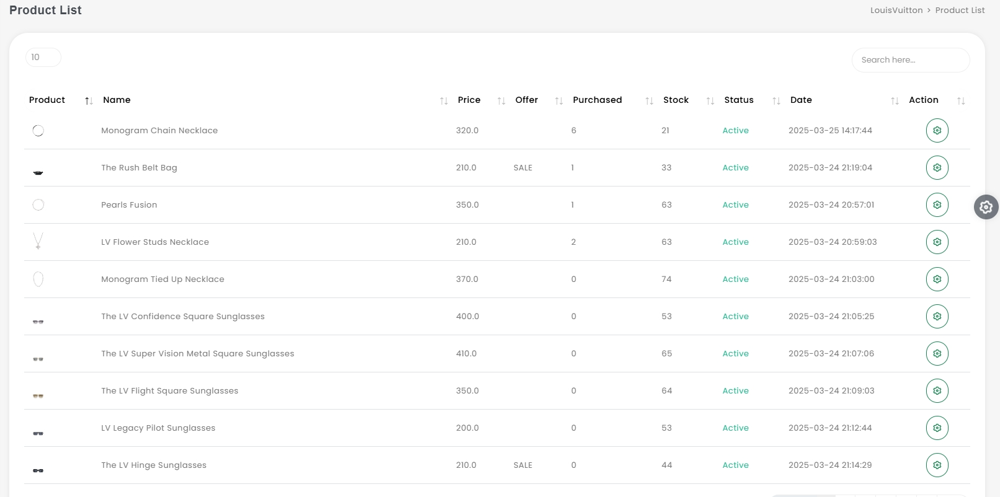 Product List
LouisVuitton > Product List
10
Search here...
Product Name Price Offer Purchased Stock Status Date Action
Monogram Chain Necklace 320.0 6 21 Active 2025-03-25 14:17:44
The Rush Belt Bag 210.0 SALE 1 33 Active 2025-03-24 21:19:04
Pearls Fusion 350.0 1 63 Active 2025-03-24 20:57:01
LV Flower Studs Necklace 210.0 2 63 Active 2025-03-24 20:59:03
Monogram Tied Up Necklace 370.0 0 74 Active 2025-03-24 21:03:00
The LV Confidence Square Sunglasses 400.0 0 53 Active 2025-03-24 21:05:25
The LV Super Vision Metal Square Sunglasses 410.0 0 65 Active 2025-03-24 21:07:06
The LV Flight Square Sunglasses 350.0 0 64 Active 2025-03-24 21:09:03
LV Legacy Pilot Sunglasses 200.0 0 53 Active 2025-03-24 21:12:44
The LV Hinge Sunglasses 210.0 SALE 0 44 Active 2025-03-24 21:14:29